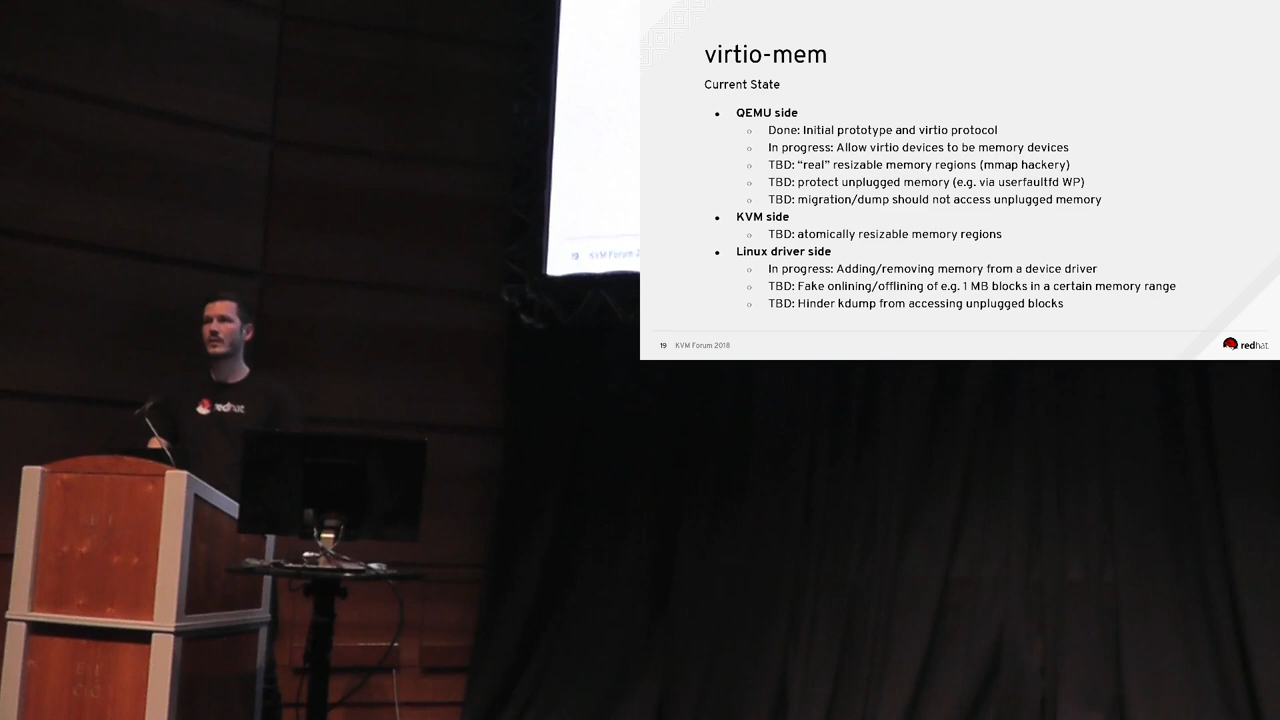 virtio-mem
Current State
● QEMU side
○ Done: Initial prototype and virtio protocol
○ In progress: Allow virtio devices to be memory devices
○ TBD: “real” resizable memory regions (mmap hackery)
○ TBD: protect unplugged memory (e.g. via userfaultfd WP)
○ TBD: migration/dump should not access unplugged memory
● KVM side
○ TBD: atomically resizable memory regions
● Linux driver side
○ In progress: Adding/removing memory from a device driver
○ TBD: Fake onlining/offlining of e.g. 1 MB blocks in a certain memory range
○ TBD: Hinder kdump from accessing unplugged blocks
19 KVM Forum 2018
redhat.
19 KVM Forum 2
redhat